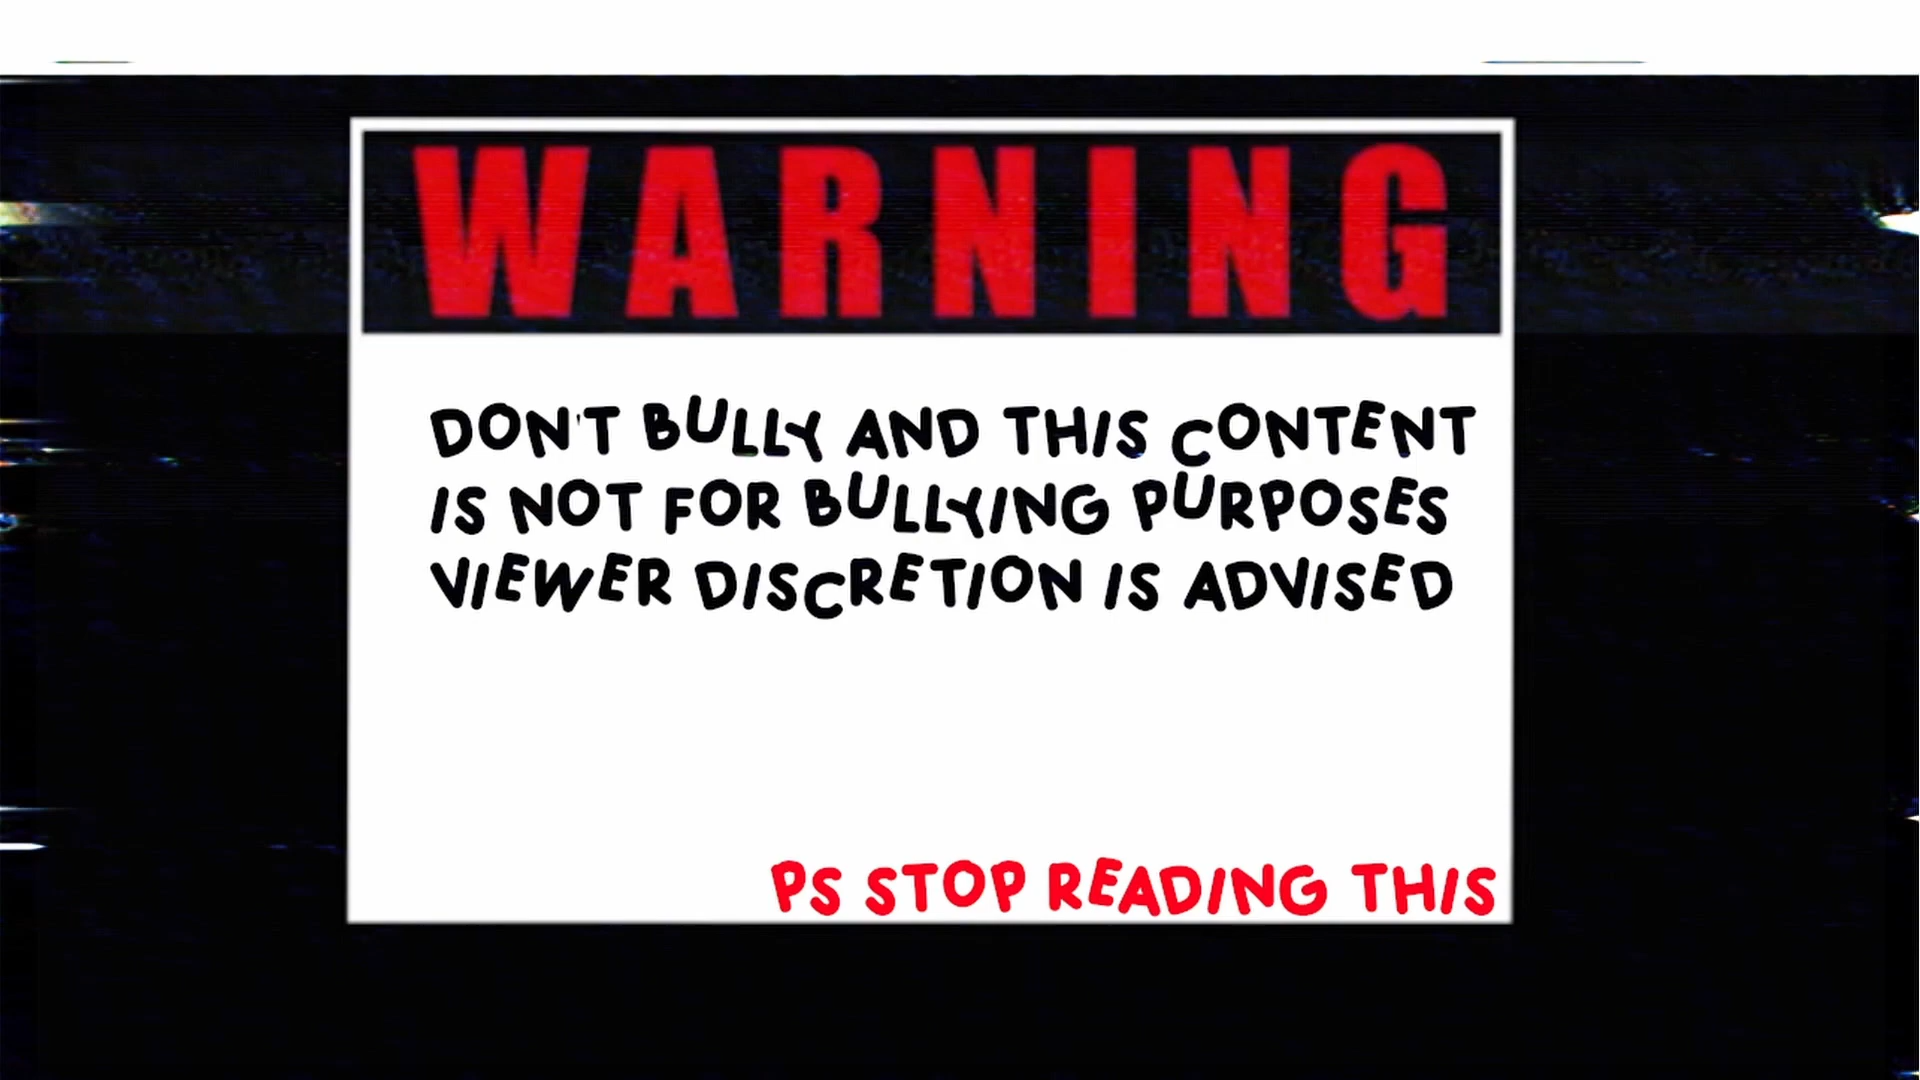 WARNING
DON'T BULLY AND THIS CONTENT
IS NOT FOR BULLYING PURPOSES
VIEWER DISCRETION IS ADVISED
PS STOP READING THIS